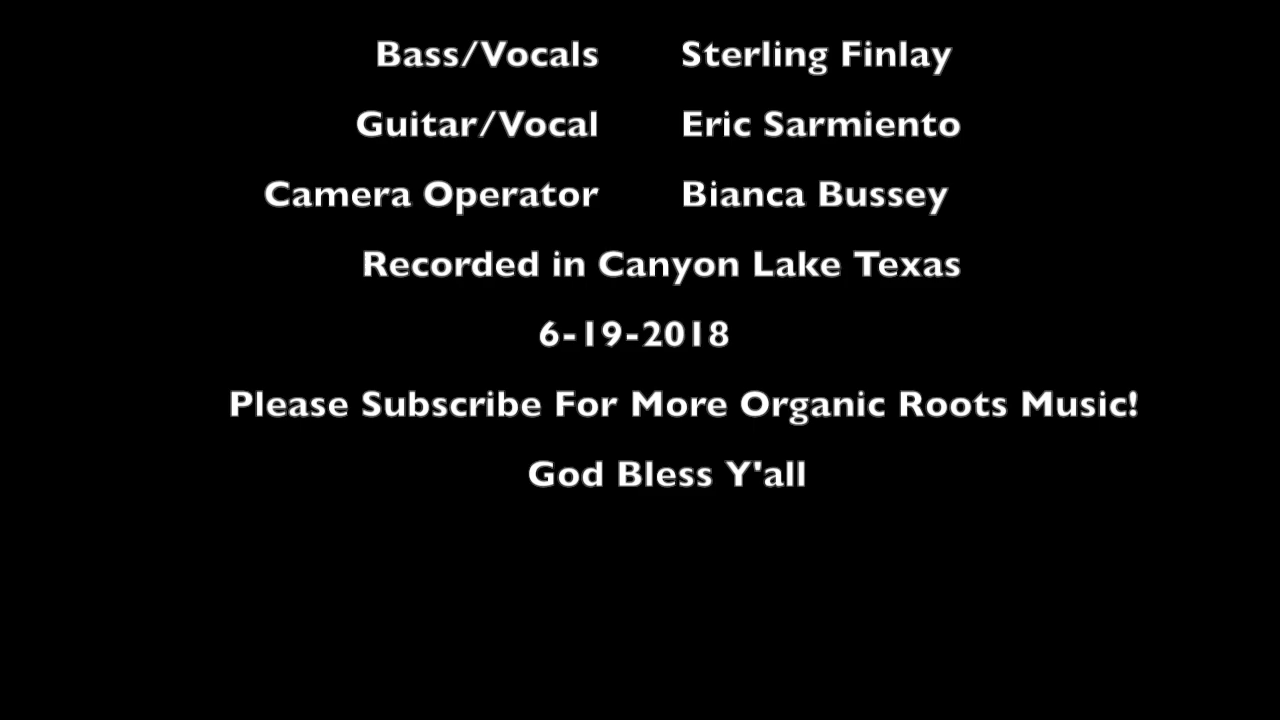 Bass/Vocals Sterling Finlay
Guitar/Vocal Eric Sarmiento
Camera Operator Bianca Bussey
Recorded in Canyon Lake Texas
6-19-2018
Please Subscribe For More Organic Roots Music!
God Bless Y'all